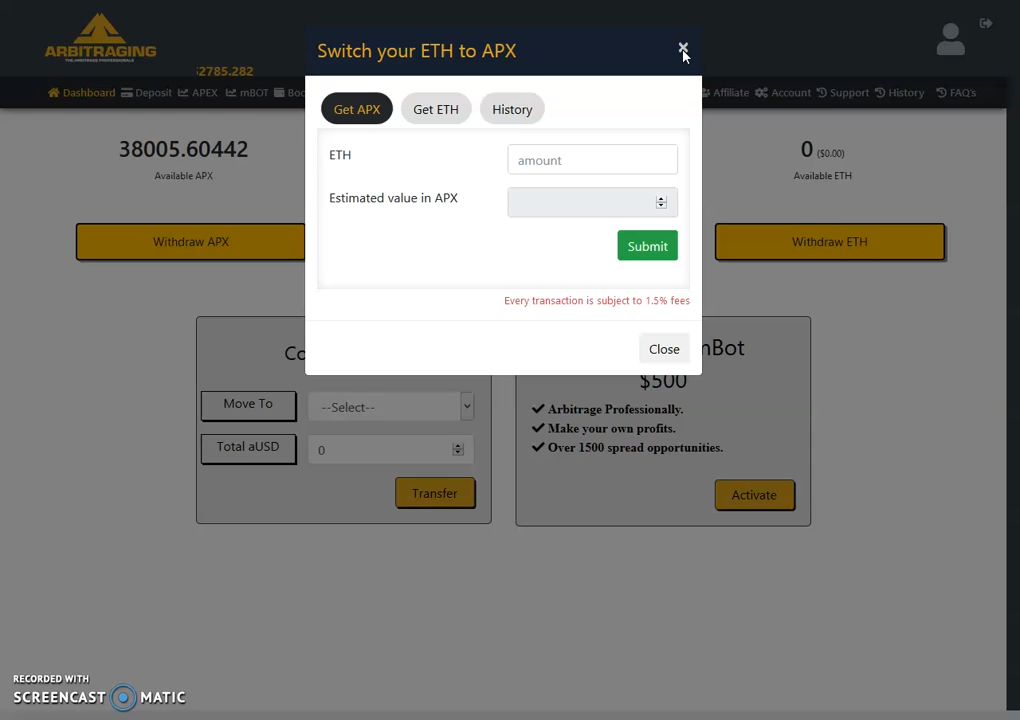 ARBITRAGING
THE ARBITRAGE PROFESSIONALS
$2785.282
Dashboard Deposit APEX mBOT Boo Affiliate Account Support History FAQ's
Switch your ETH to APX
×
Get APX Get ETH History
ETH
amount
Estimated value in APX
Submit
Every transaction is subject to 1.5% fees
Close
38005.60442
Available APX
0 ($0.00)
Available ETH
Withdraw APX
Withdraw ETH
Co
Move To
--Select--
Total aUSD
0
Transfer
mBot
$500
Arbitrage Professionally.
Make your own profits.
Over 1500 spread opportunities.
Activate
RECORDED WITH
SCREENCAST MATIC